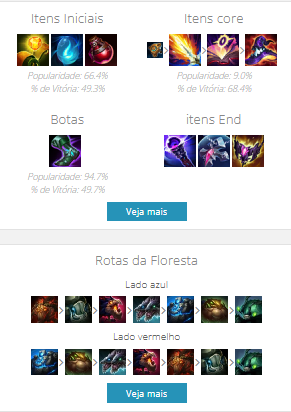 Itens Iniciais
Itens core
Popularidade: 66.4%
% de Vitória: 49.3%
Popularidade: 9.0%
% de Vitória: 68.4%
Botas
itens End
Popularidade: 94.7%
% de Vitória: 49.7%
Veja mais
Rotas da Floresta
Lado azul
Lado vermelho
Veja mais